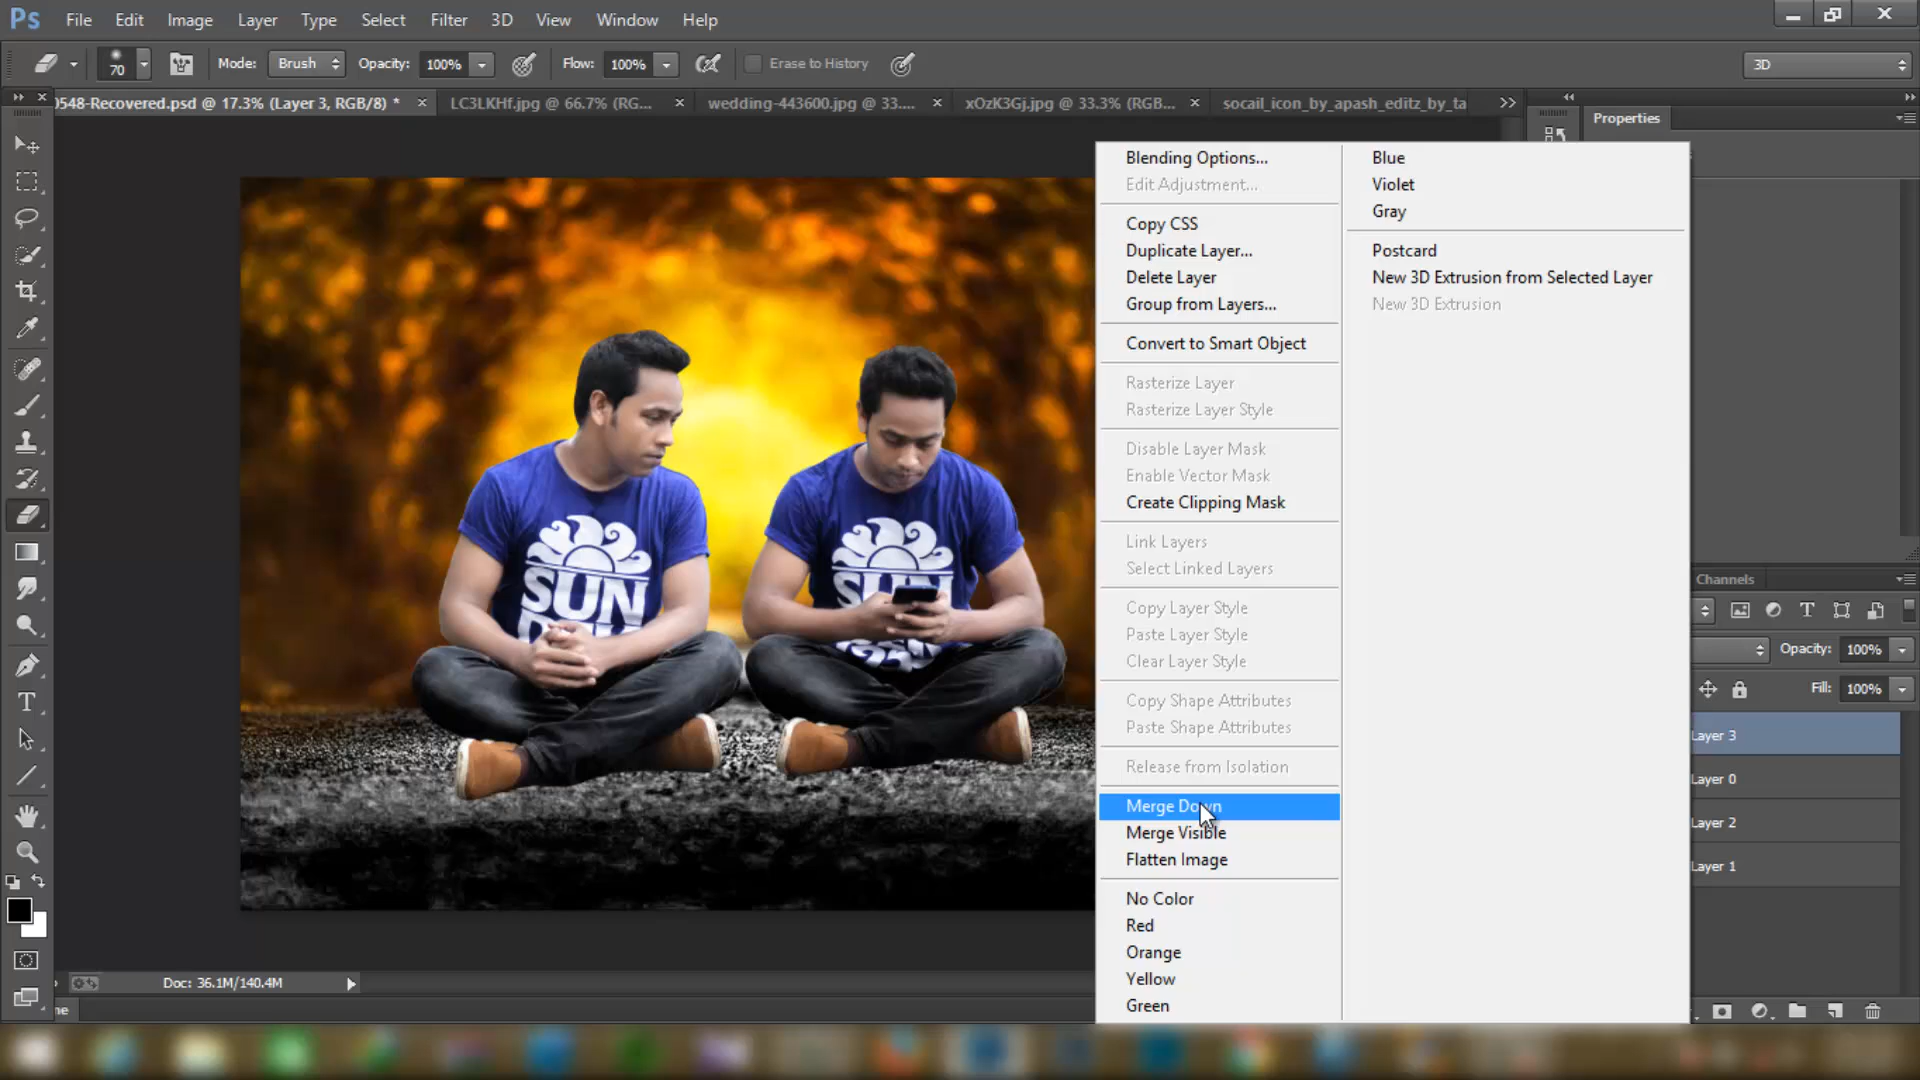 Ps File Edit Image Layer Type Select Filter 3D View Window Help
70 Mode: Brush Opacity: 100% Flow: 100% Erase to History 3D
0548-Recovered.psd @ 17.3% (Layer 3, RGB/8) * LC3LKHf.jpg @ 66.7% (RG... wedding-443600.jpg @ 33.... xOzK3Gj.jpg @ 33.3% (RGB... socail_icon_by_apash_editz_by_ta
Properties
Blending Options...
Edit Adjustment...
Copy CSS
Duplicate Layer...
Delete Layer
Group from Layers...
Convert to Smart Object
Rasterize Layer
Rasterize Layer Style
Disable Layer Mask
Enable Vector Mask
Create Clipping Mask
Link Layers
Select Linked Layers
Copy Layer Style
Paste Layer Style
Clear Layer Style
Copy Shape Attributes
Paste Shape Attributes
Release from Isolation
Merge Down
Merge Visible
Flatten Image
No Color
Red
Orange
Yellow
Green
Blue
Violet
Gray
Postcard
New 3D Extrusion from Selected Layer
New 3D Extrusion
Channels
Opacity: 100%
Fill: 100%
Layer 3
Layer 0
Layer 2
Layer 1
SUN
SUN
Doc: 36.1M/140.4M
ne